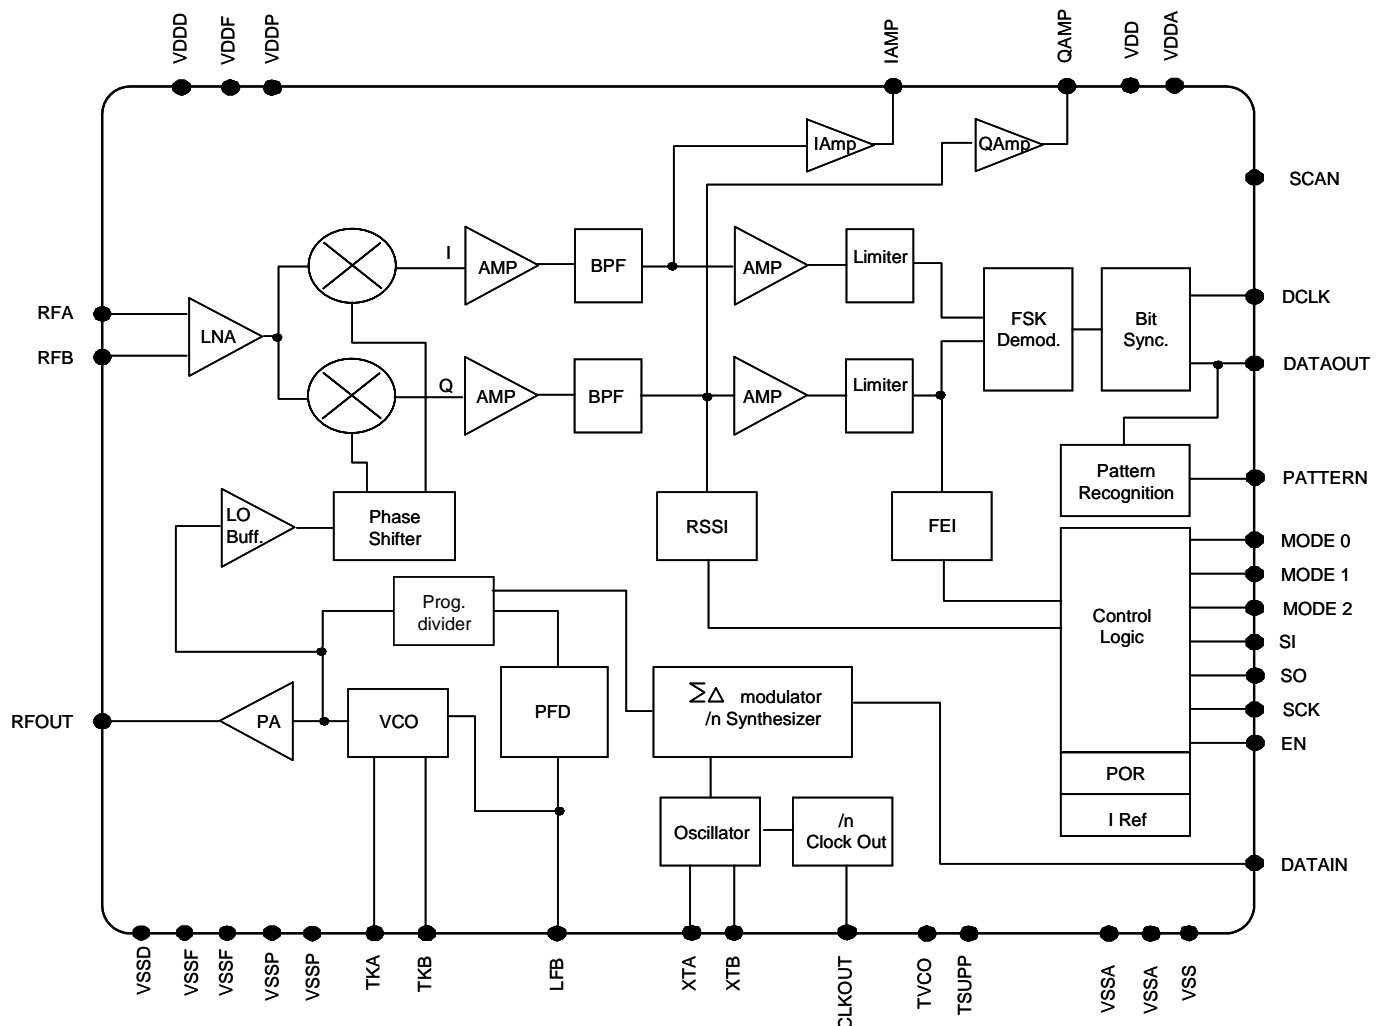 VDDD
VDDF
VDDP
IAMP
QAMP
VDD
VDDA
IAmp
QAmp
SCAN
I
AMP
BPF
AMP
Limiter
FSK
Demod.
Bit
Sync.
DCLK
RFA
RFB
LNA
DATAOUT
Q
AMP
BPF
AMP
Limiter
Pattern
Recognition
PATTERN
LO
Buff.
Phase
Shifter
RSSI
FEI
MODE 0
MODE 1
MODE 2
SI
SO
SCK
EN
Control
Logic
POR
I Ref
Prog.
divider
RFOUT
PA
VCO
PFD
ΣΔ modulator
/n Synthesizer
Oscillator
/n
Clock Out
DATAIN
VSSD
VSSF
VSSF
VSSP
VSSP
TKA
TKB
LFB
XTA
XTB
CLKOUT
TVCO
TSUPP
VSSA
VSSA
VSS